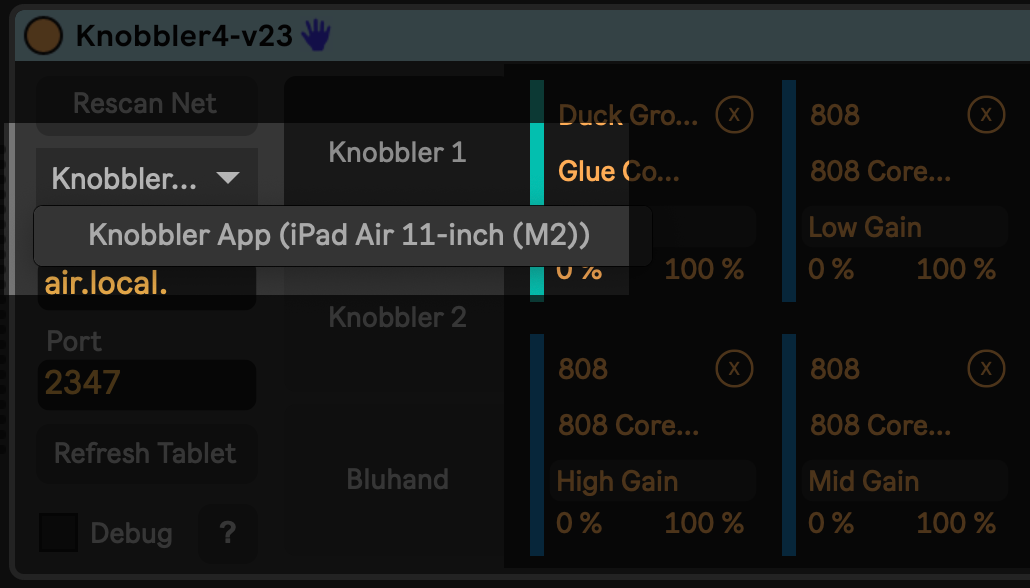 Knobbler4-v23
Rescan Net
Knobbler...
Knobbler App (iPad Air 11-inch (M2))
air.local.
Port
2347
Refresh Tablet
Debug
?
Knobbler 1
Knobbler 2
Bluhand
Duck Gro... X
Glue Co...
0 % 100 %
808 X
808 Core...
Low Gain
0 % 100 %
808 X
808 Core...
High Gain
0 % 100 %
808 X
808 Core...
Mid Gain
0 % 100 %